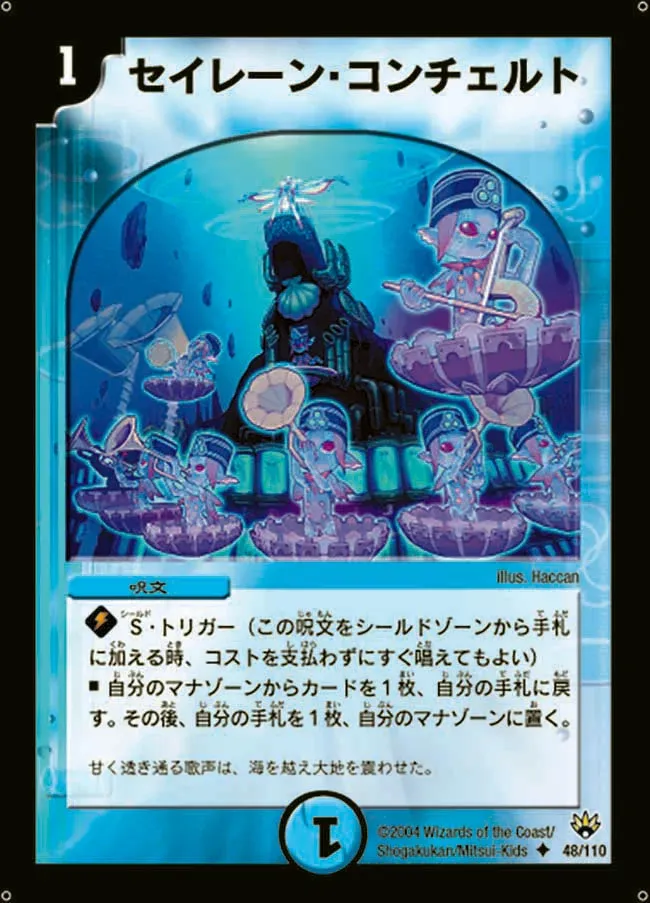 1
セイレーン・コンチェルト
illus. Haccan
呪文
S・トリガー（この呪文をシールドゾーンから手札
に加える時、コストを支払わずにすぐ唱えてもよい）
■ 自分のマナゾーンからカードを１枚、自分の手札に戻
す。その後、自分の手札を１枚、自分のマナゾーンに置く。
甘く透き通る歌声は、海を越え大地を震わせた。
1
©2004 Wizards of the Coast/
Shogakukan/Mitsui-Kids
48/110